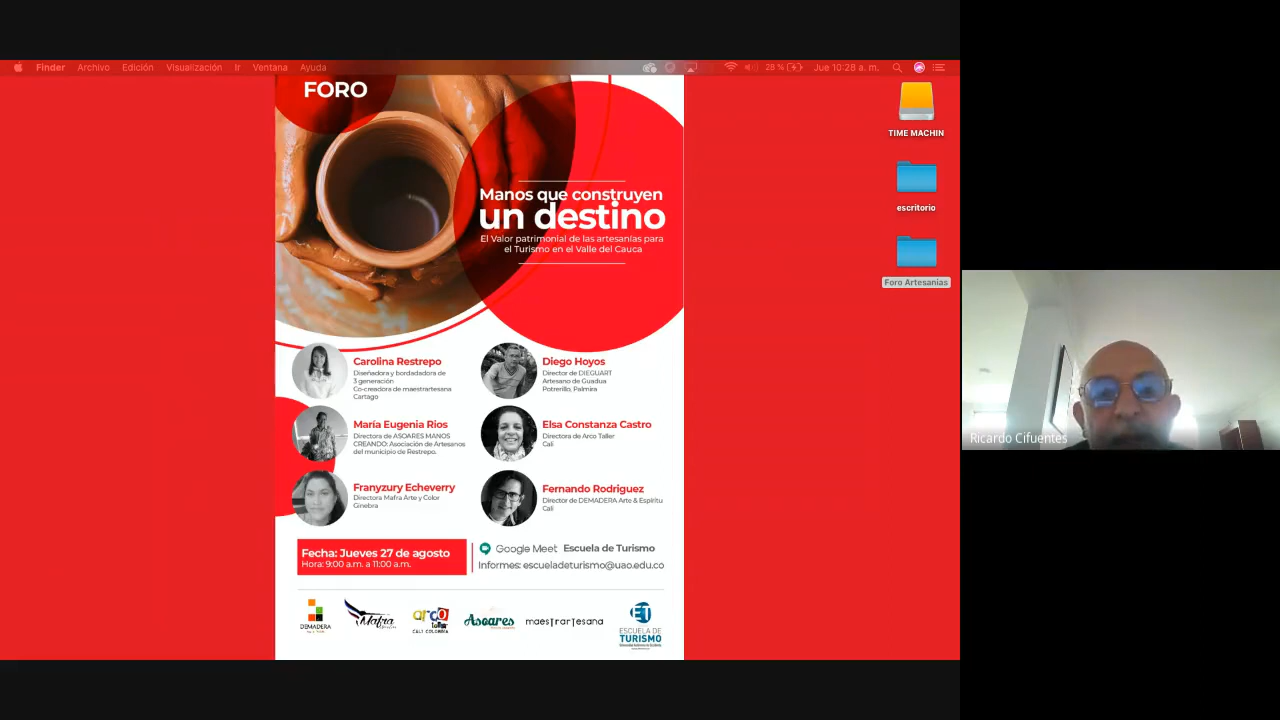 Finder Archivo Edición Visualización Ir Ventana Ayuda
28 % Jue 10:28 a. m.
TIME MACHIN
escritorio
Foro Artesanias
FORO
Manos que construyen
un destino
El Valor patrimonial de las artesanías para
el Turismo en el Valle del Cauca
Carolina Restrepo
Diseñadora y bordadadora de
3 generación
Co-creadora de maestrartesana
Cartago
Diego Hoyos
Director de DIEGUART
Artesano de Guadua
Potrerillo, Palmira
María Eugenia Rios
Directora de ASOARES MANOS
CREANDO: Asociación de Artesanos
del municipio de Restrepo.
Elsa Constanza Castro
Directora de Arco Taller
Cali
Franyzury Echeverry
Directora Mafra Arte y Color
Ginebra
Fernando Rodriguez
Director de DEMADERA Arte & Espíritu
Cali
Fecha: Jueves 27 de agosto
Hora: 9:00 a.m. a 11:00 a.m.
Google Meet Escuela de Turismo
Informes: escueladeturismo@uao.edu.co
DEMADERA
Mafra
arco
taller
CALI COLOMBIA
Asoares
maestrartesana
ET
ESCUELA DE
TURISMO
Ricardo Cifuentes